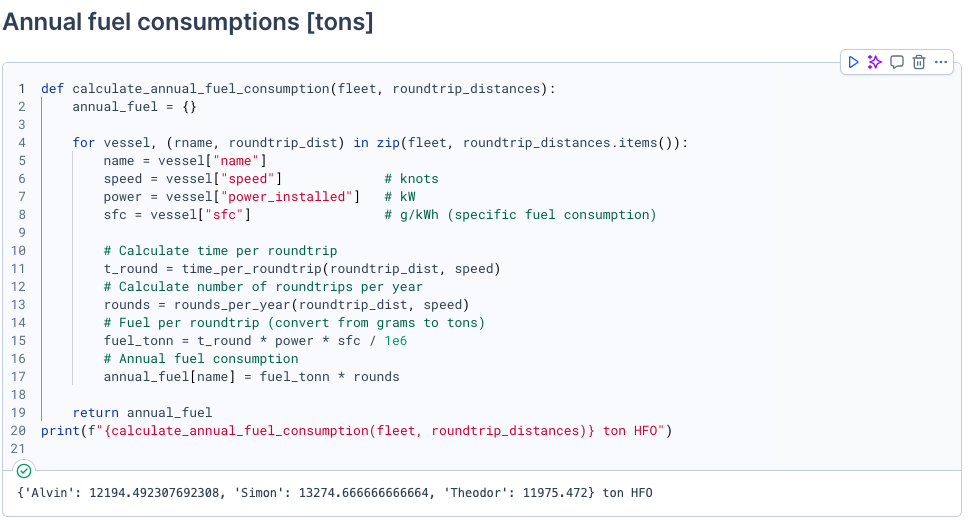 Annual fuel consumptions [tons]
1 def calculate_annual_fuel_consumption(fleet, roundtrip_distances):
2     annual_fuel = {}
3
4     for vessel, (rname, roundtrip_dist) in zip(fleet, roundtrip_distances.items()):
5         name = vessel["name"]
6         speed = vessel["speed"]             # knots
7         power = vessel["power_installed"]   # kW
8         sfc = vessel["sfc"]                 # g/kWh (specific fuel consumption)
9
10         # Calculate time per roundtrip
11         t_round = time_per_roundtrip(roundtrip_dist, speed)
12         # Calculate number of roundtrips per year
13         rounds = rounds_per_year(roundtrip_dist, speed)
14         # Fuel per roundtrip (convert from grams to tons)
15         fuel_tonn = t_round * power * sfc / 1e6
16         # Annual fuel consumption
17         annual_fuel[name] = fuel_tonn * rounds
18
19     return annual_fuel
20 print(f"{calculate_annual_fuel_consumption(fleet, roundtrip_distances)} ton HFO")
21
{'Alvin': 12194.492307692308, 'Simon': 13274.666666666664, 'Theodor': 11975.472} ton HFO